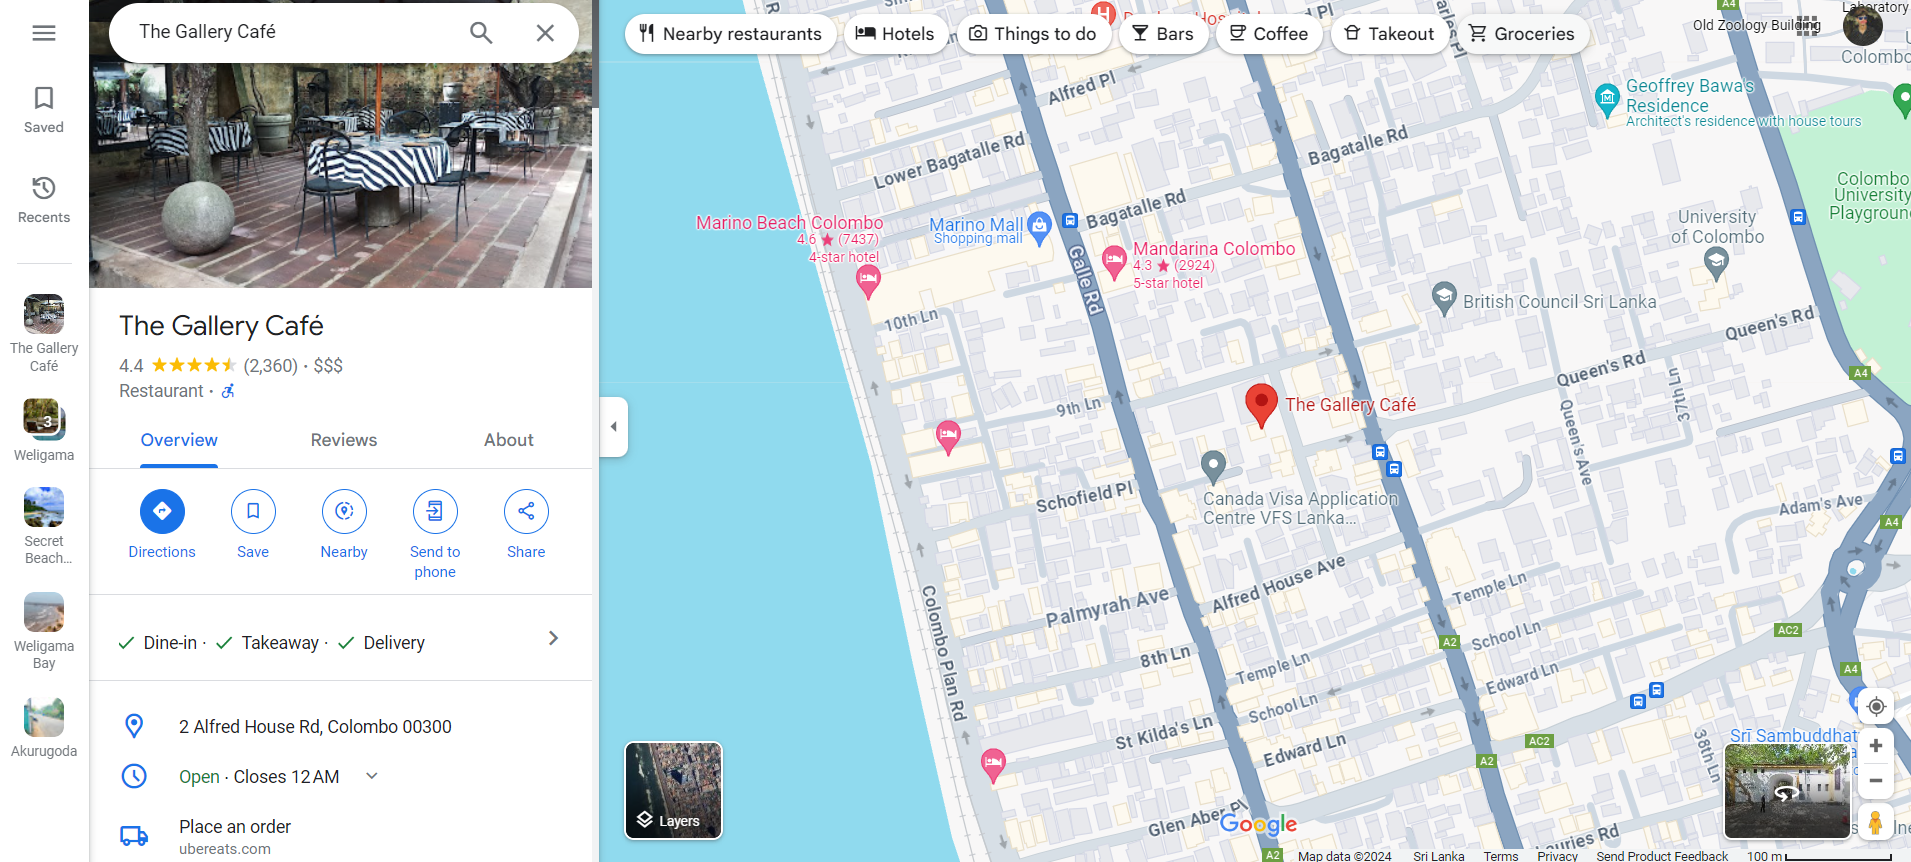 The Gallery Café
Saved
Recents
The Gallery
Café
3
Weligama
Secret
Beach...
Weligama
Bay
Akurugoda
The Gallery Café
4.4 (2,360) · $$$
Restaurant ·
Overview
Reviews
About
Directions
Save
Nearby
Send to
phone
Share
Dine-in · Takeaway · Delivery
2 Alfred House Rd, Colombo 00300
Open · Closes 12 AM
Place an order
ubereats.com
Nearby restaurants
Hotels
Things to do
Bars
Coffee
Takeout
Groceries
A4
Laboratory
Old Zoology Building
Colombo
Alfred Pl
Geoffrey Bawa's
Residence
Architect's residence with house tours
Lower Bagatalle Rd
Bagatalle Rd
Colombo
University
Playground
Marino Beach Colombo
4.6 ★ (7437)
4-star hotel
Marino Mall
Shopping mall
Bagatalle Rd
University
of Colombo
Galle Rd
Mandarina Colombo
4.3 ★ (2924)
5-star hotel
British Council Sri Lanka
10th Ln
Queen's Rd
Queen's Rd
A4
9th Ln
The Gallery Café
37th Ln
Queen's Ave
Schofield Pl
Canada Visa Application
Centre VFS Lanka...
Adam's Ave
A4
Alfred House Ave
Palmyrah Ave
Temple Ln
Colombo Plan Rd
AC2
A2
School Ln
8th Ln
Temple Ln
Edward Ln
A4
School Ln
St Kilda's Ln
Edward Ln
AC2
A2
38th Ln
Srī Sambuddhat
Layers
Glen Aber Pl
Google
A2
Map data ©2024
Sri Lanka
Terms
Privacy
Send Product Feedback
100 m